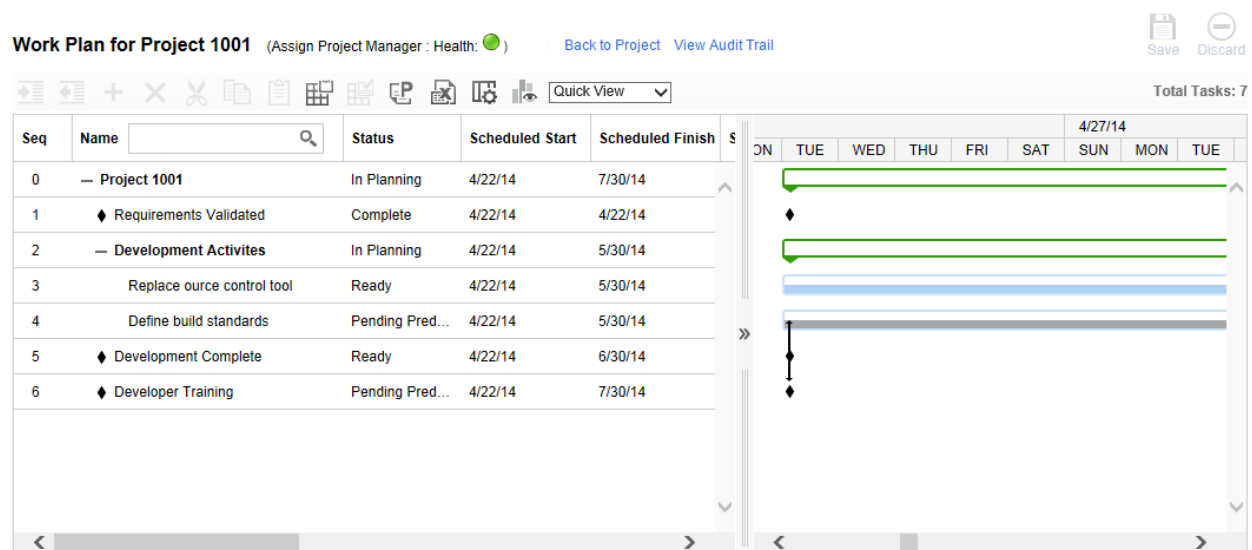 Save Discard
Work Plan for Project 1001 (Assign Project Manager : Health: ) Back to Project View Audit Trail
Quick View Total Tasks: 7
Seq Name Status Scheduled Start Scheduled Finish S
4/27/14
ON TUE WED THU FRI SAT SUN MON TUE
0 Project 1001 In Planning 4/22/14 7/30/14
1 Requirements Validated Complete 4/22/14 4/22/14
2 Development Activites In Planning 4/22/14 5/30/14
3 Replace ource control tool Ready 4/22/14 5/30/14
4 Define build standards Pending Pred... 4/22/14 5/30/14
5 Development Complete Ready 4/22/14 6/30/14
6 Developer Training Pending Pred... 4/22/14 7/30/14